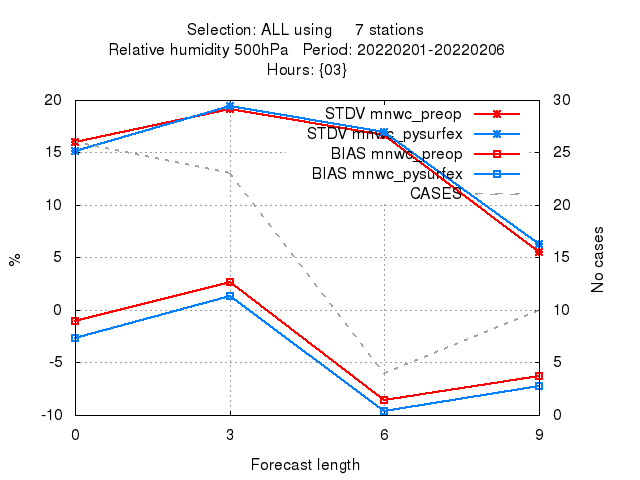 Selection: ALL using 7 stations
Relative humidity 500hPa Period: 20220201-20220206
Hours: {03}
20 30
STDV mnwc_preop
STDV mnwc_pysurfex
15 25
BIAS mnwc_preop
BIAS mnwc_pysurfex
CASES
10 20
5 15
% No cases
0 10
-5 5
-10 0
0 3 6 9
Forecast length